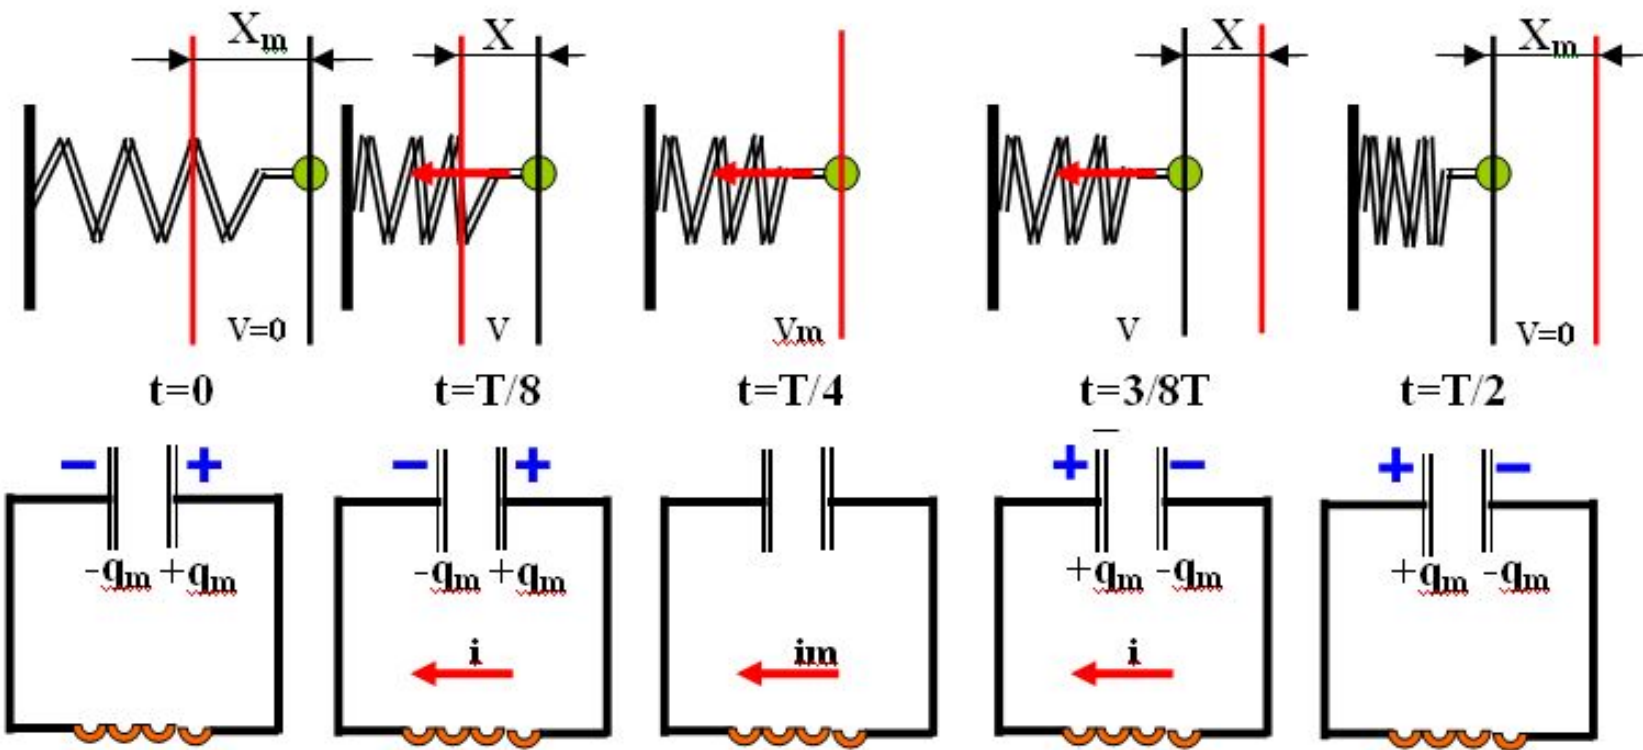 Xm X X Xm
V=0 V Vm V V=0
t=0 t=T/8 t=T/4 t=3/8T t=T/2
− + − + + − + −
-qm +qm -qm +qm +qm -qm +qm -qm
i im i